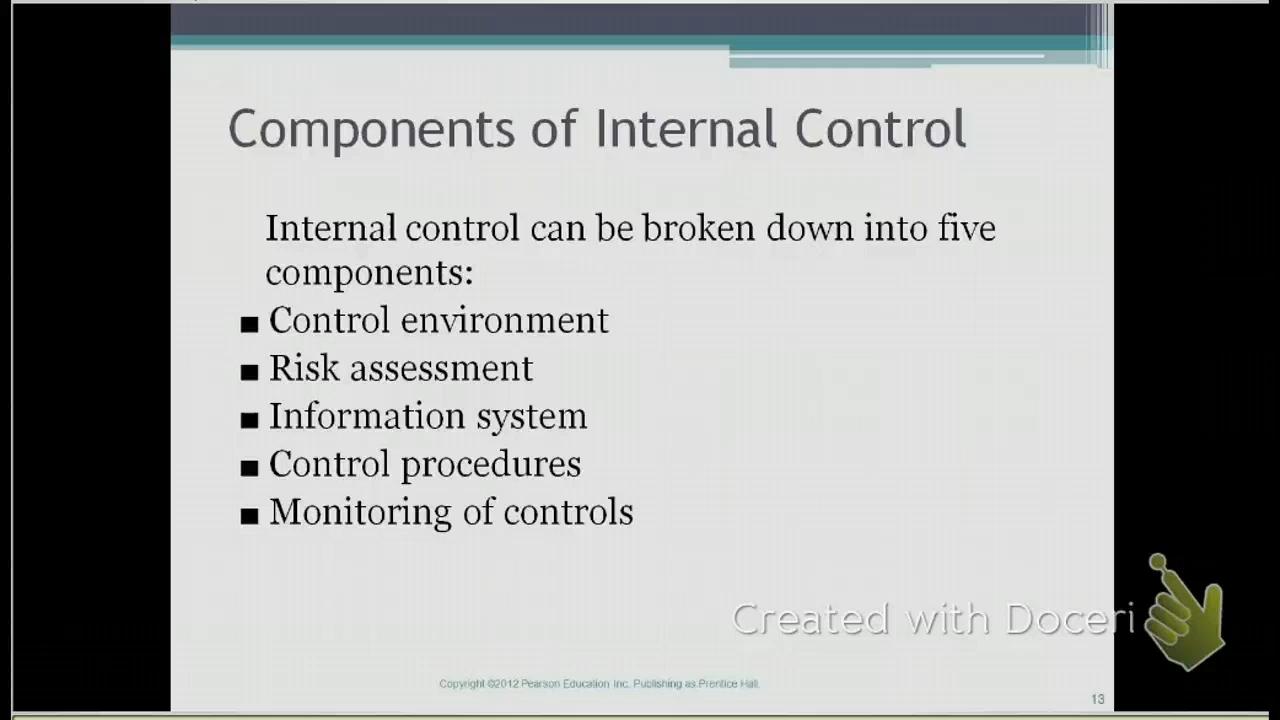 Components of Internal Control
Internal control can be broken down into five
components:
■ Control environment
■ Risk assessment
■ Information system
■ Control procedures
■ Monitoring of controls
Created with Doceri
Copyright ©2012 Pearson Education Inc. Publishing as Prentice Hall.
13